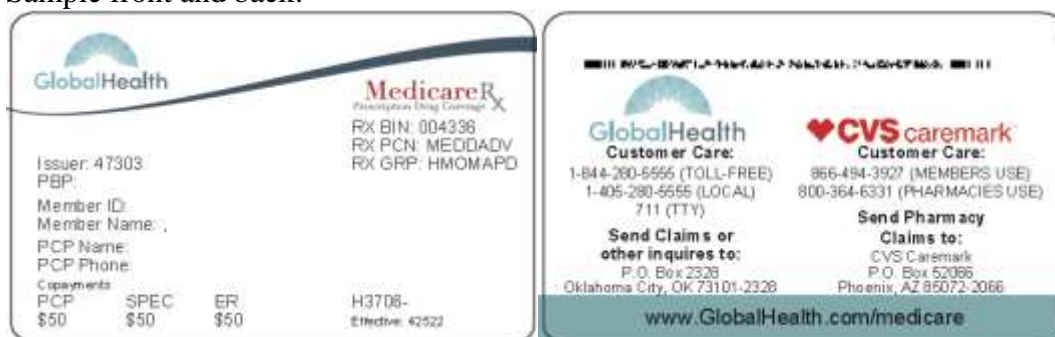 GlobalHealth
MedicareRx
Prescription Drug Coverage
RX BIN: 004336
RX PCN: MEDDADV
RX GRP: HMOMAPD
Issuer: 47303
PBP:
Member ID:
Member Name: ,
PCP Name:
PCP Phone:
Copayments
PCP SPEC ER
$50 $50 $50
H3706-
Effective: 42522
GlobalHealth
Customer Care:
1-844-280-5555 (TOLL-FREE)
1-405-280-5555 (LOCAL)
711 (TTY)
Send Claims or
other inquires to:
P.O. Box 2328
Oklahoma City, OK 73101-2328
CVS caremark
Customer Care:
866-494-3927 (MEMBERS USE)
800-364-6331 (PHARMACIES USE)
Send Pharmacy
Claims to:
CVS Caremark
P.O. Box 52066
Phoenix, AZ 85072-2066
www.GlobalHealth.com/medicare